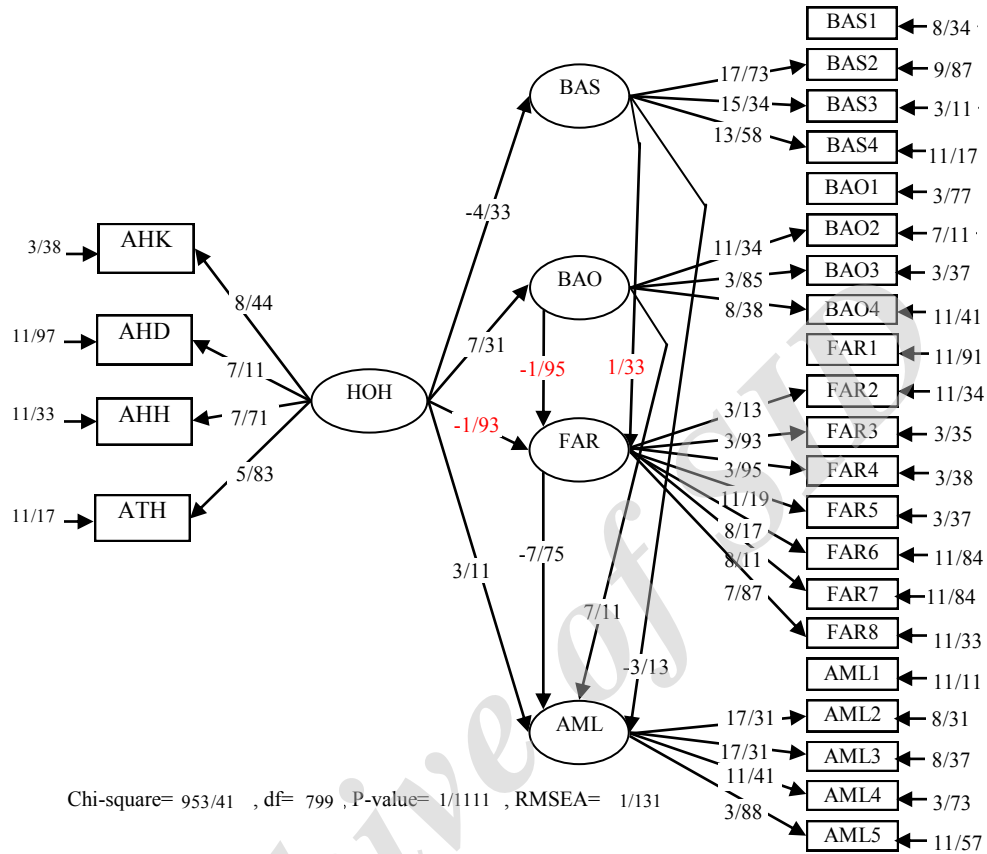 BAS1
8/34
BAS2
17/73
9/87
BAS
15/34
BAS3
3/11
13/58
BAS4
11/17
BAO1
3/77
-4/33
AHK
3/38
11/34
BAO2
7/11
BAO
3/85
BAO3
3/37
8/44
8/38
BAO4
11/41
AHD
11/97
7/31
FAR1
11/91
7/11
-1/95
1/33
HOH
FAR2
11/34
3/13
AHH
11/33
7/71
-1/93
FAR
3/93
FAR3
3/35
3/95
FAR4
3/38
5/83
11/19
FAR5
3/37
ATH
11/17
8/17
FAR6
11/84
-7/75
8/11
3/11
7/87
FAR7
11/84
7/11
FAR8
11/33
-3/13
AML1
11/11
AML
17/31
AML2
8/31
17/31
AML3
8/37
11/41
AML4
3/73
3/88
AML5
11/57
Chi-square= 953/41 , df= 799 , P-value= 1/1111 , RMSEA= 1/131
ive of SID